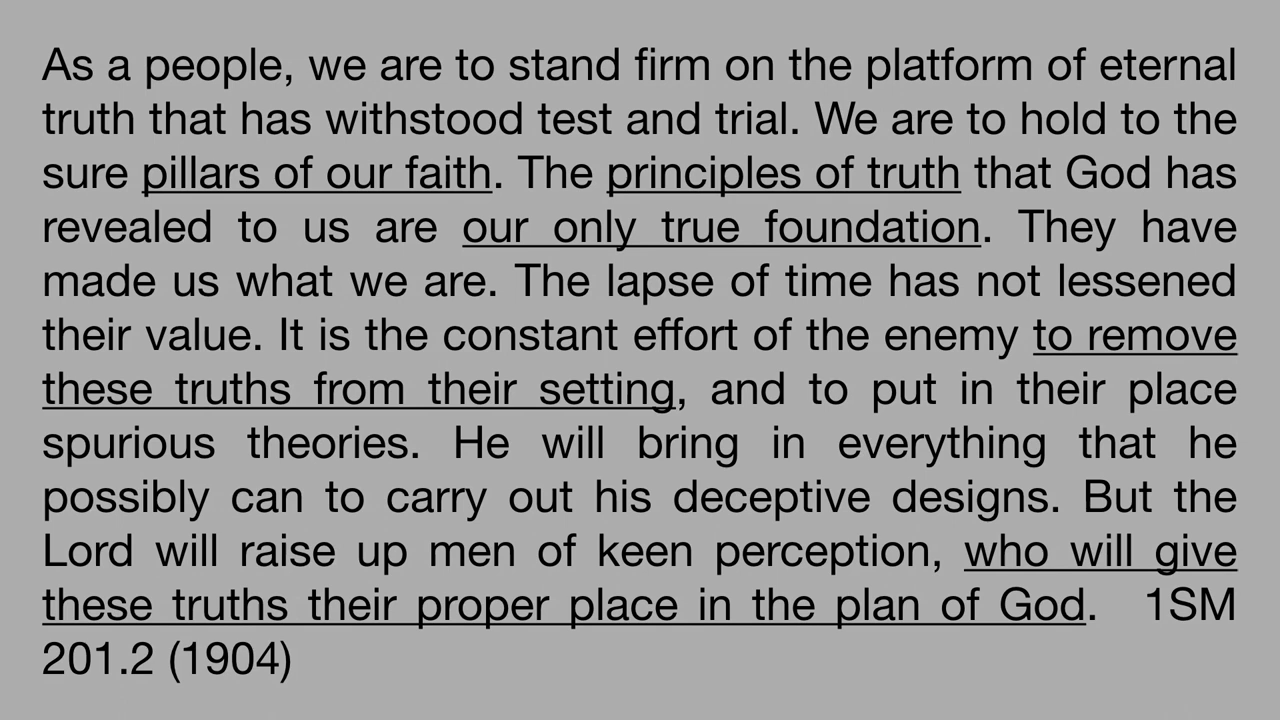 As a people, we are to stand firm on the platform of eternal
truth that has withstood test and trial. We are to hold to the
sure pillars of our faith. The principles of truth that God has
revealed to us are our only true foundation. They have
made us what we are. The lapse of time has not lessened
their value. It is the constant effort of the enemy to remove
these truths from their setting, and to put in their place
spurious theories. He will bring in everything that he
possibly can to carry out his deceptive designs. But the
Lord will raise up men of keen perception, who will give
these truths their proper place in the plan of God. 1SM
201.2 (1904)